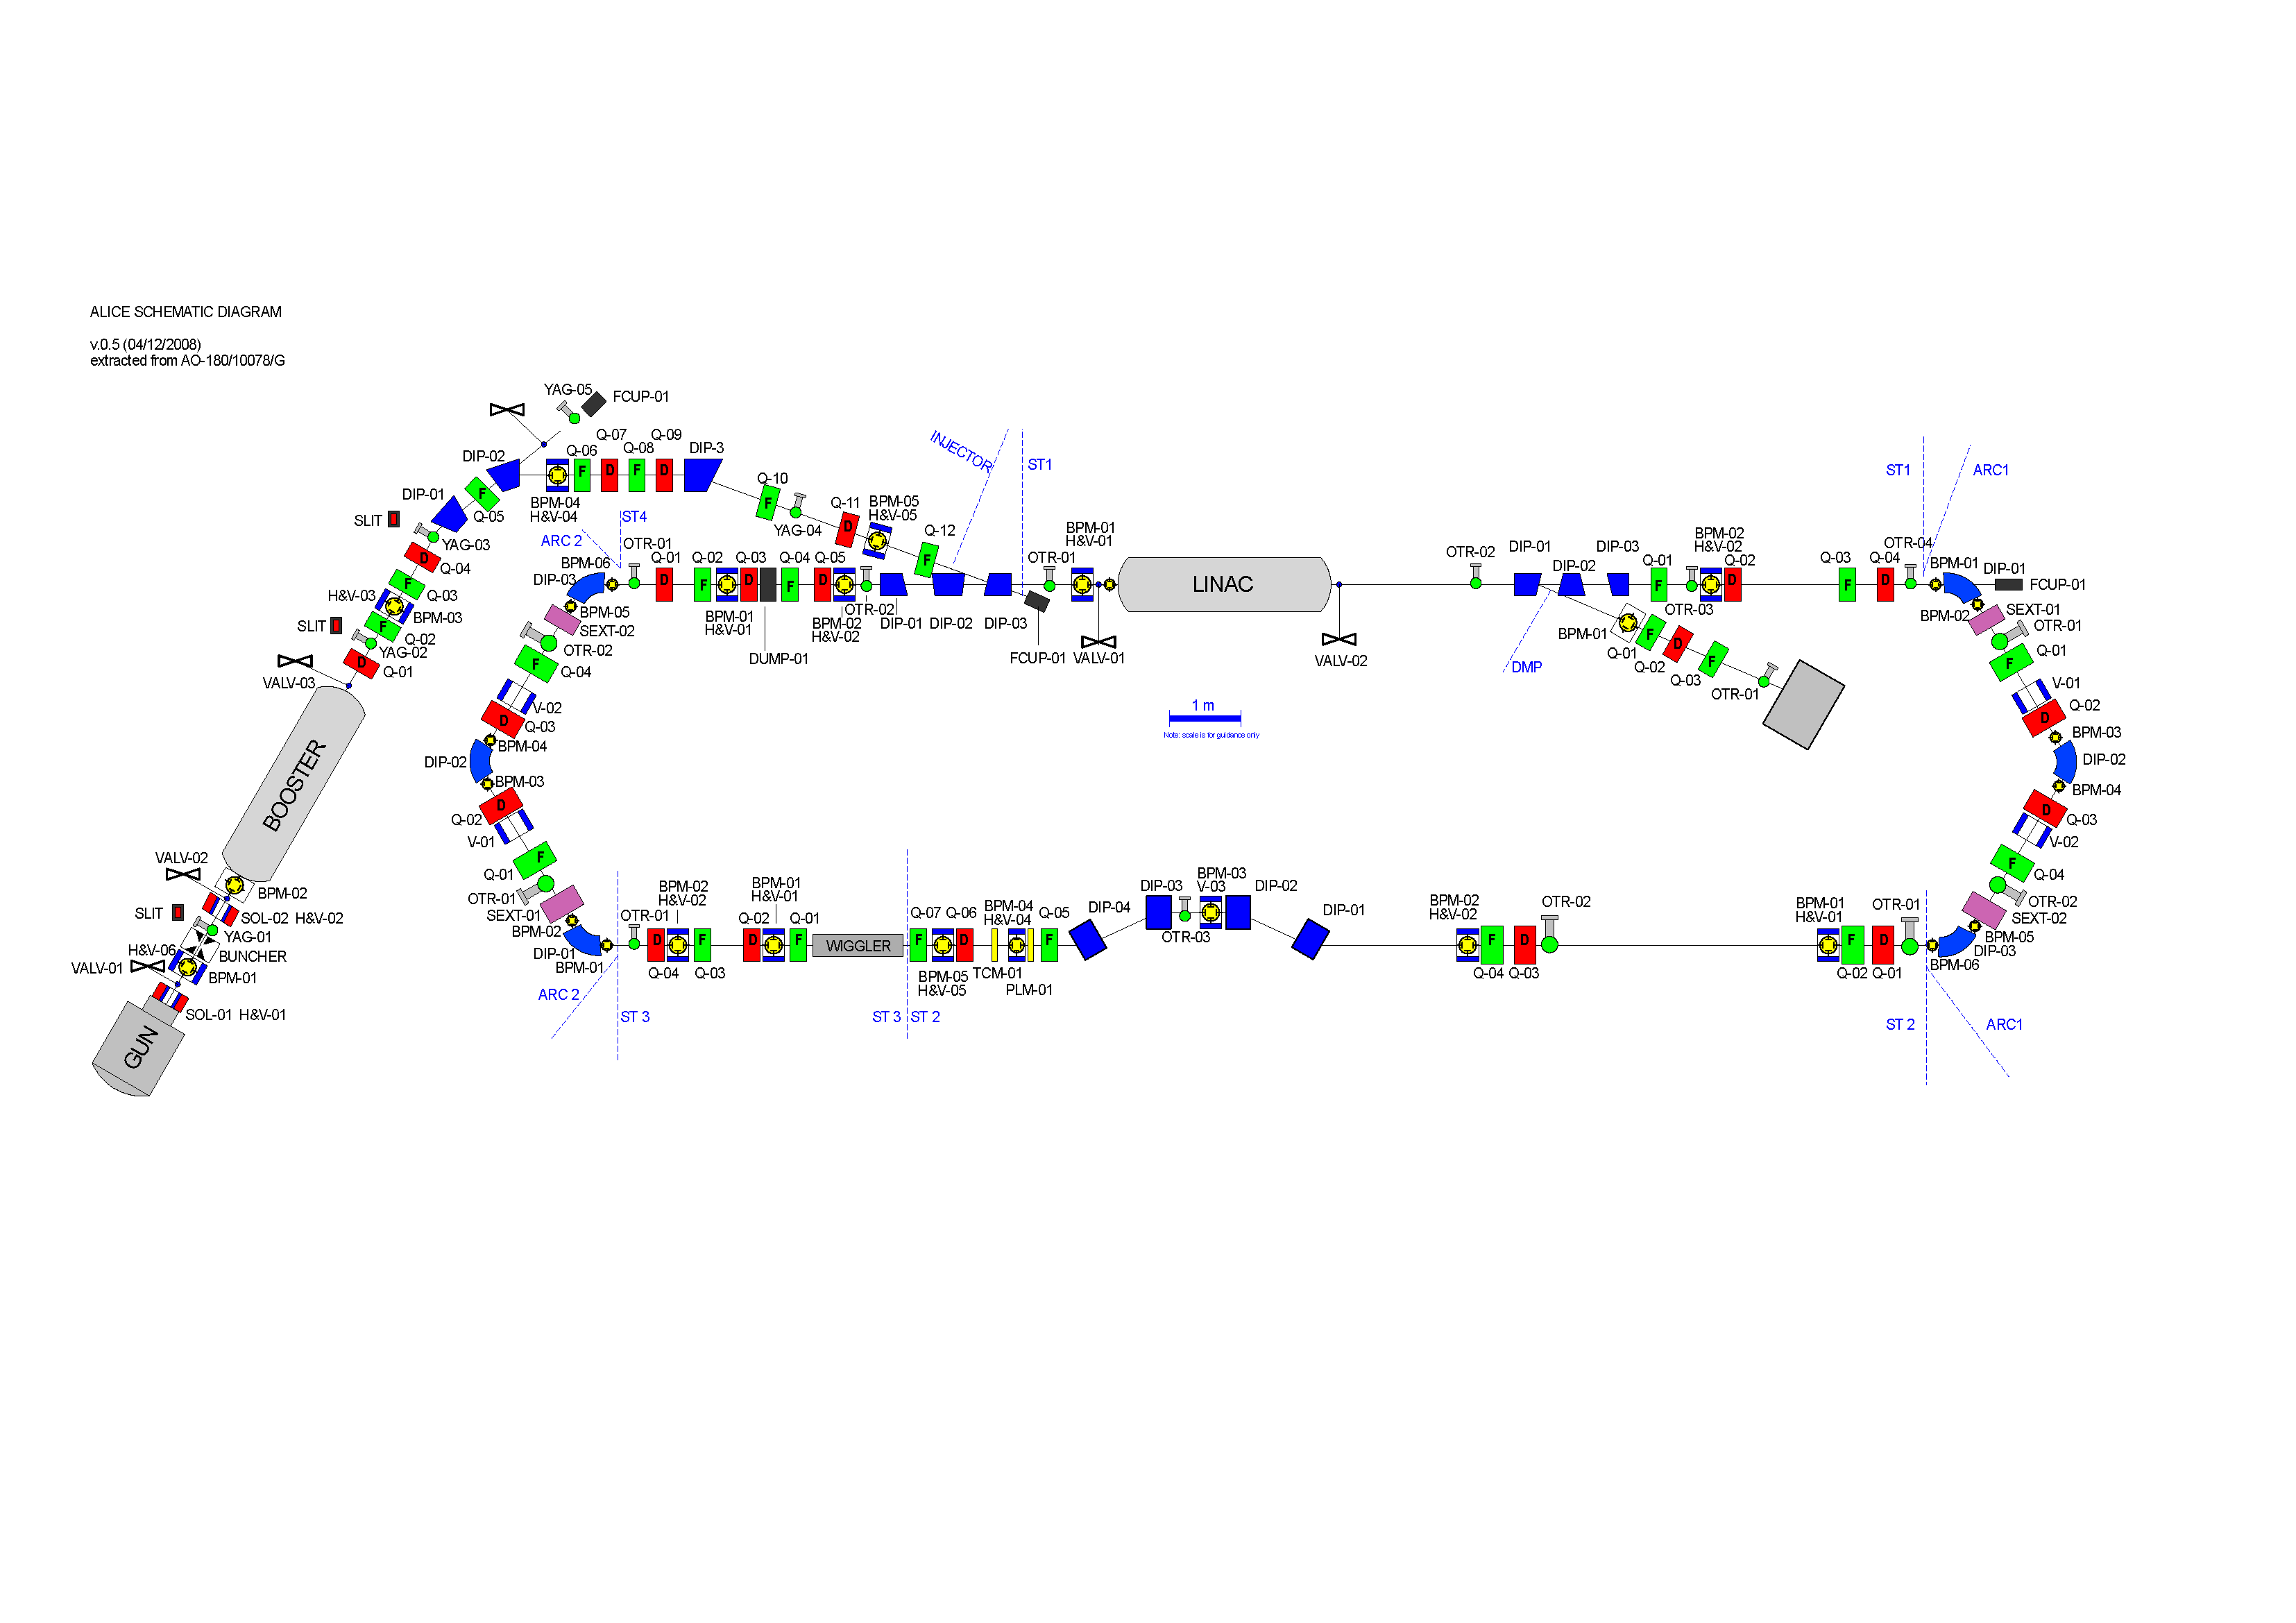 ALICE SCHEMATIC DIAGRAM
v.0.5 (04/12/2008)
extracted from AO-180/10078/G
YAG-05
FCUP-01
Q-07
Q-09
Q-06
Q-08
DIP-3
DIP-02
DIP-01
Q-05
SLIT
BPM-04
H&V-04
YAG-03
Q-04
Q-10
YAG-04
Q-11
BPM-05
H&V-05
Q-12
INJECTOR
ST1
ST4
ARC 2
H&V-03
Q-03
BPM-03
SLIT
Q-02
YAG-02
Q-01
VALV-03
BOOSTER
VALV-02
BPM-02
SLIT
SOL-02 H&V-02
YAG-01
H&V-06
BUNCHER
VALV-01
BPM-01
SOL-01 H&V-01
GUN
BPM-06
DIP-03
OTR-01
Q-01
Q-02
Q-03
Q-04
Q-05
BPM-01
H&V-01
DUMP-01
BPM-02
H&V-02
OTR-02
DIP-01
DIP-02
DIP-03
FCUP-01
OTR-01
BPM-01
H&V-01
VALV-01
LINAC
VALV-02
OTR-02
DIP-01
DIP-02
DIP-03
Q-01
OTR-03
BPM-02
H&V-02
Q-02
Q-03
Q-04
OTR-04
ST1
ARC1
BPM-01
DIP-01
FCUP-01
DMP
BPM-01
Q-01
Q-02
Q-03
OTR-01
1 m
Note: scale is for guidance only
BPM-02
SEXT-01
OTR-01
Q-01
V-01
Q-02
BPM-03
DIP-02
BPM-04
Q-03
V-02
Q-04
OTR-02
SEXT-02
BPM-05
DIP-03
BPM-06
ST 2
ARC1
BPM-05
SEXT-02
OTR-02
Q-04
V-02
Q-03
BPM-04
DIP-02
BPM-03
Q-02
V-01
Q-01
OTR-01
SEXT-01
BPM-02
DIP-01
BPM-01
ARC 2
ST 3
OTR-01
BPM-02
H&V-02
Q-04
Q-03
BPM-01
H&V-01
Q-02
Q-01
WIGGLER
ST 3
ST 2
Q-07
Q-06
BPM-05
H&V-05
BPM-04
H&V-04
TCM-01
PLM-01
Q-05
DIP-04
DIP-03
OTR-03
BPM-03
V-03
DIP-02
DIP-01
BPM-02
H&V-02
Q-04
Q-03
OTR-02
BPM-01
H&V-01
Q-02
Q-01
OTR-01
F
D
F
D
F
D
F
D
F
D
F
F
D
F
D
D
F
D
F
D
F
D
F
D
F
D
F
F
D
D
F
F
D
D
F
D
F
D
F
F
D
F
F
D
F
D